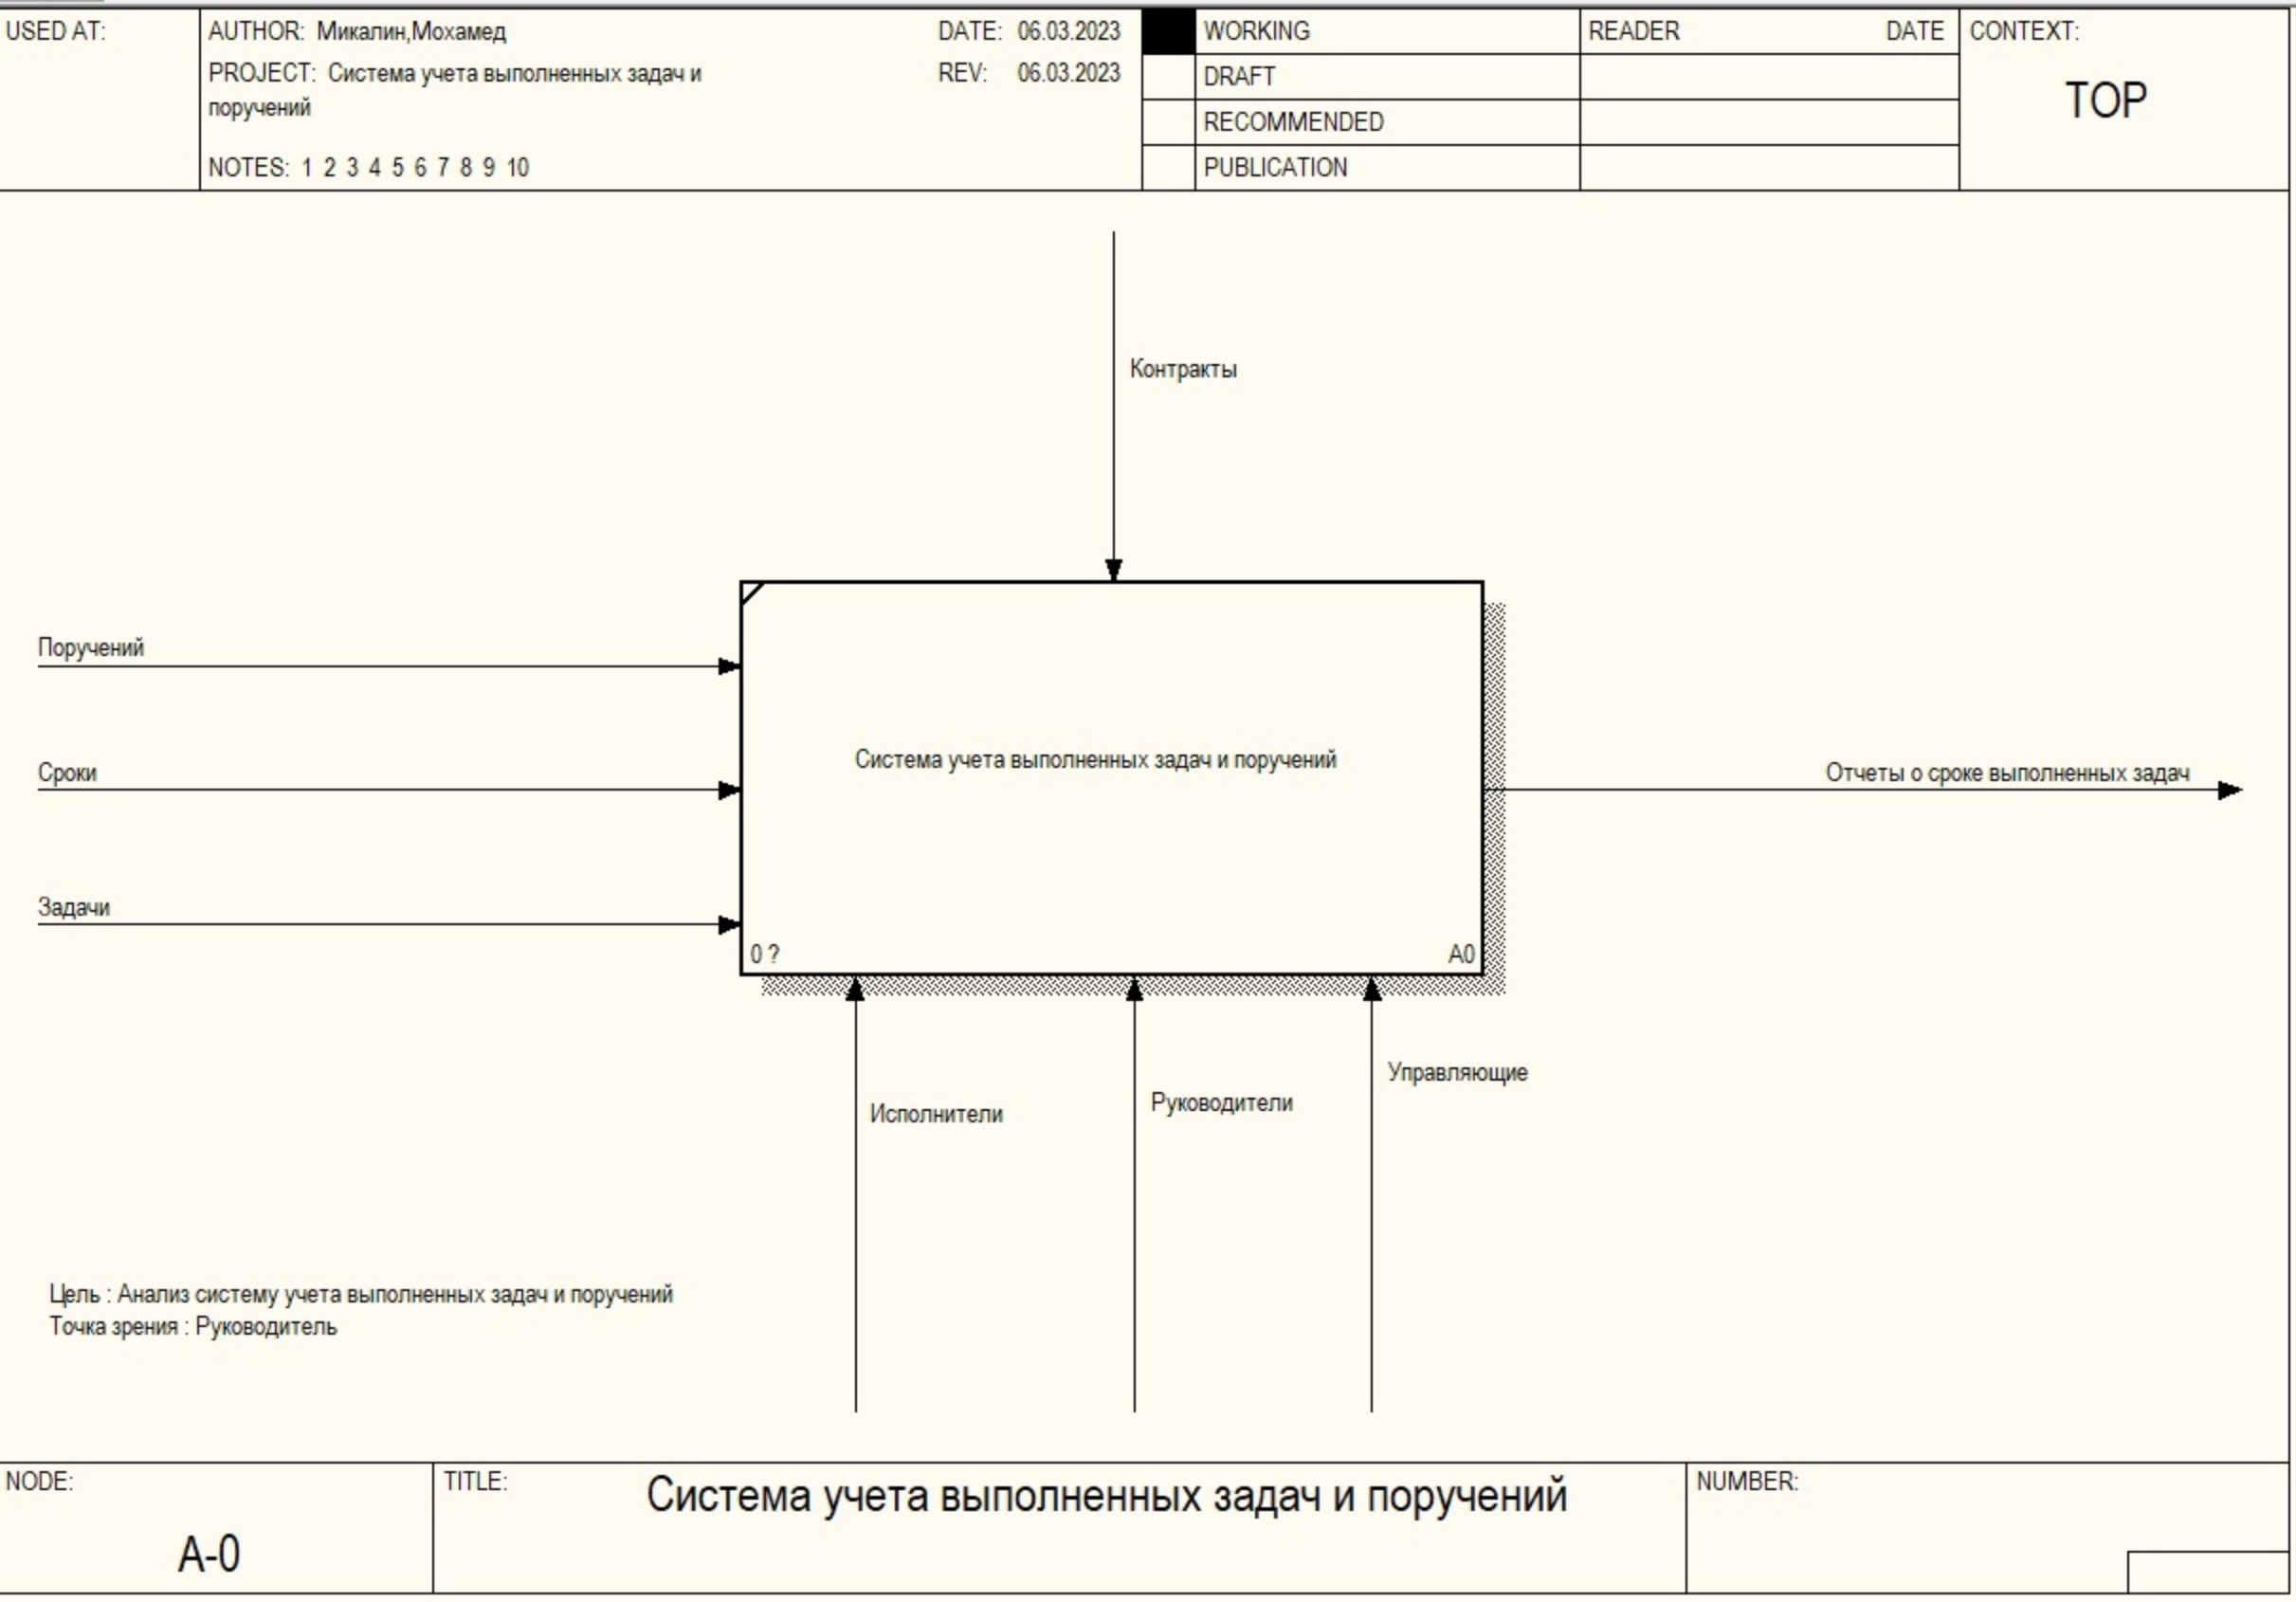 USED AT:
AUTHOR: Микалин,Мохамед
DATE: 06.03.2023
PROJECT: Система учета выполненных задач и
поручений
REV: 06.03.2023
NOTES: 1 2 3 4 5 6 7 8 9 10
WORKING
DRAFT
RECOMMENDED
PUBLICATION
READER DATE
CONTEXT:
TOP
Контракты
Поручений
Сроки
Задачи
Система учета выполненных задач и поручений
0 ?
A0
Отчеты о сроке выполненных задач
Исполнители
Руководители
Управляющие
Цель : Анализ систему учета выполненных задач и поручений
Точка зрения : Руководитель
NODE:
A-0
TITLE:
Система учета выполненных задач и поручений
NUMBER: